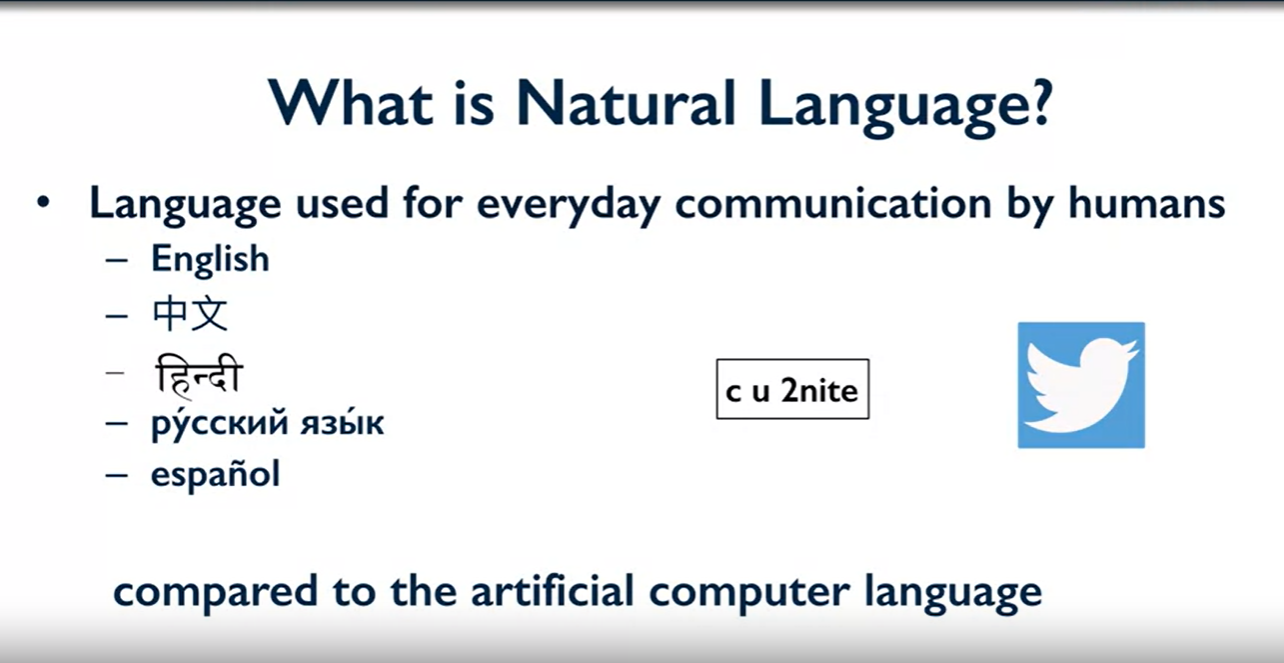 What is Natural Language?
• Language used for everyday communication by humans
– English
– 中文
– हिन्दी
– ру́сский язы́к
– español
c u 2nite
compared to the artificial computer language